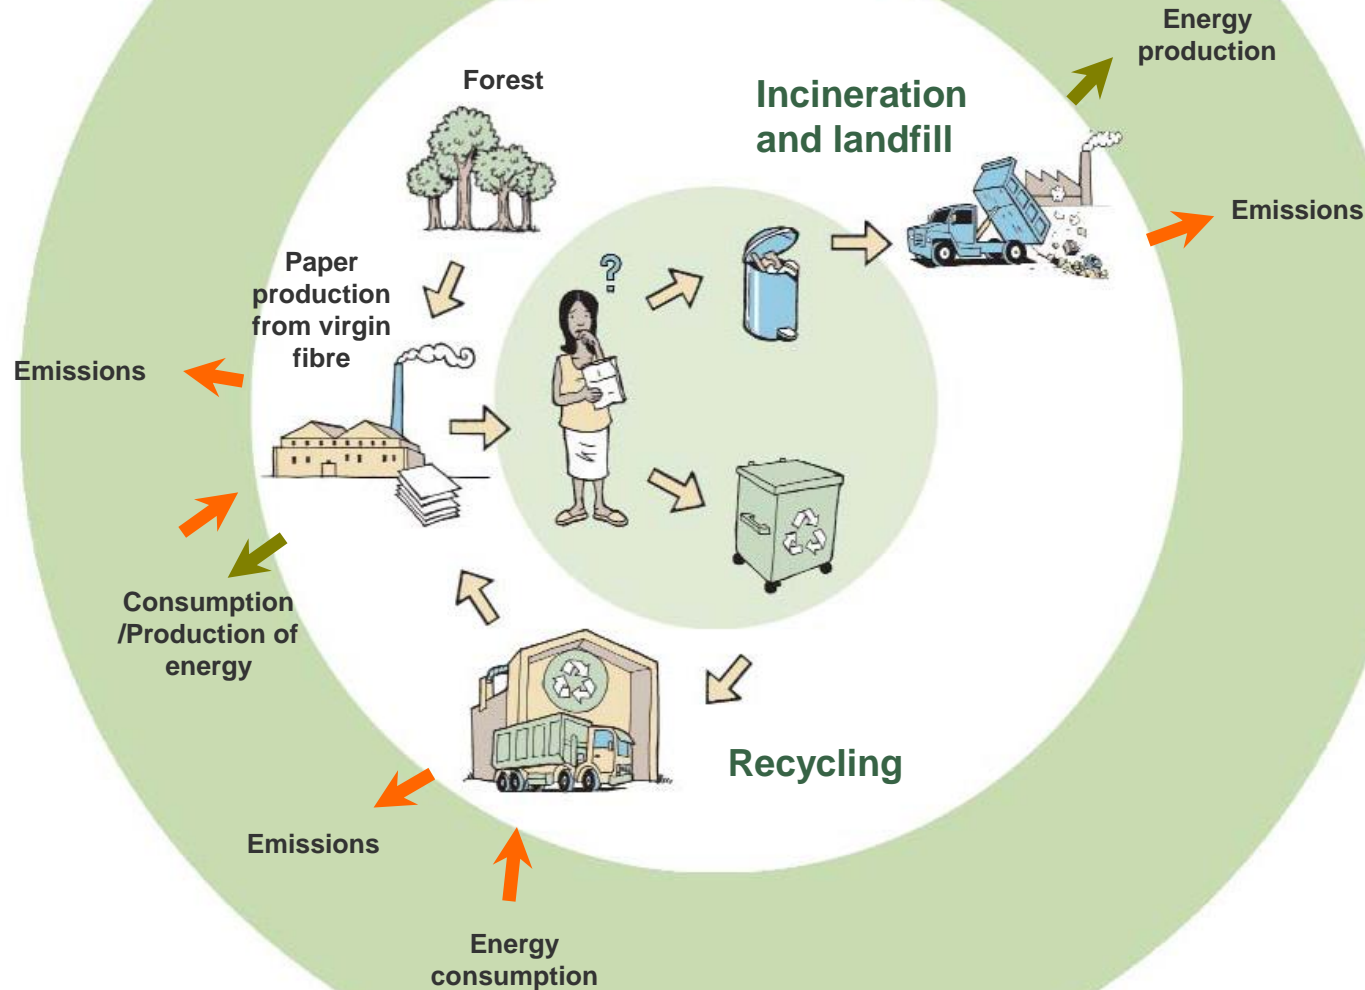 Energy
production
Forest
Incineration
and landfill
Emissions
Paper
production
from virgin
fibre
?
Emissions
Consumption
/Production of
energy
Recycling
Emissions
Energy
consumption